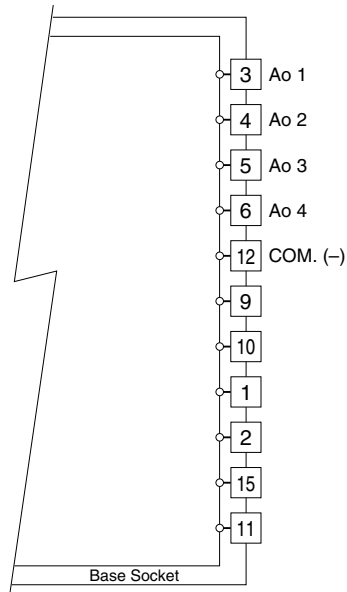 3 Ao 1
4 Ao 2
5 Ao 3
6 Ao 4
12 COM. (–)
9
10
1
2
15
11
Base Socket